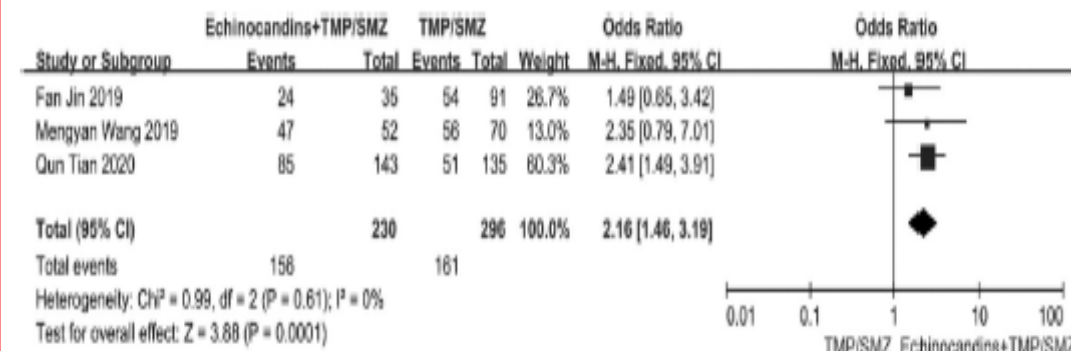 Echinocandins+TMP/SMZ TMP/SMZ Odds Ratio Odds Ratio
Study or Subgroup Events Total Events Total Weight M-H, Fixed, 95% CI M-H, Fixed, 95% CI
Fan Jin 2019 24 35 54 91 26.7% 1.49 [0.65, 3.42]
Mengyan Wang 2019 47 52 56 70 13.0% 2.35 [0.79, 7.01]
Qun Tian 2020 85 143 51 135 60.3% 2.41 [1.49, 3.91]
Total (95% CI) 230 296 100.0% 2.16 [1.46, 3.19]
Total events 156 161
Heterogeneity: Chi² = 0.99, df = 2 (P = 0.61); I² = 0%
Test for overall effect: Z = 3.88 (P = 0.0001)
0.01 0.1 1 10 100
TMP/SMZ Echinocandins+TMP/SMZ